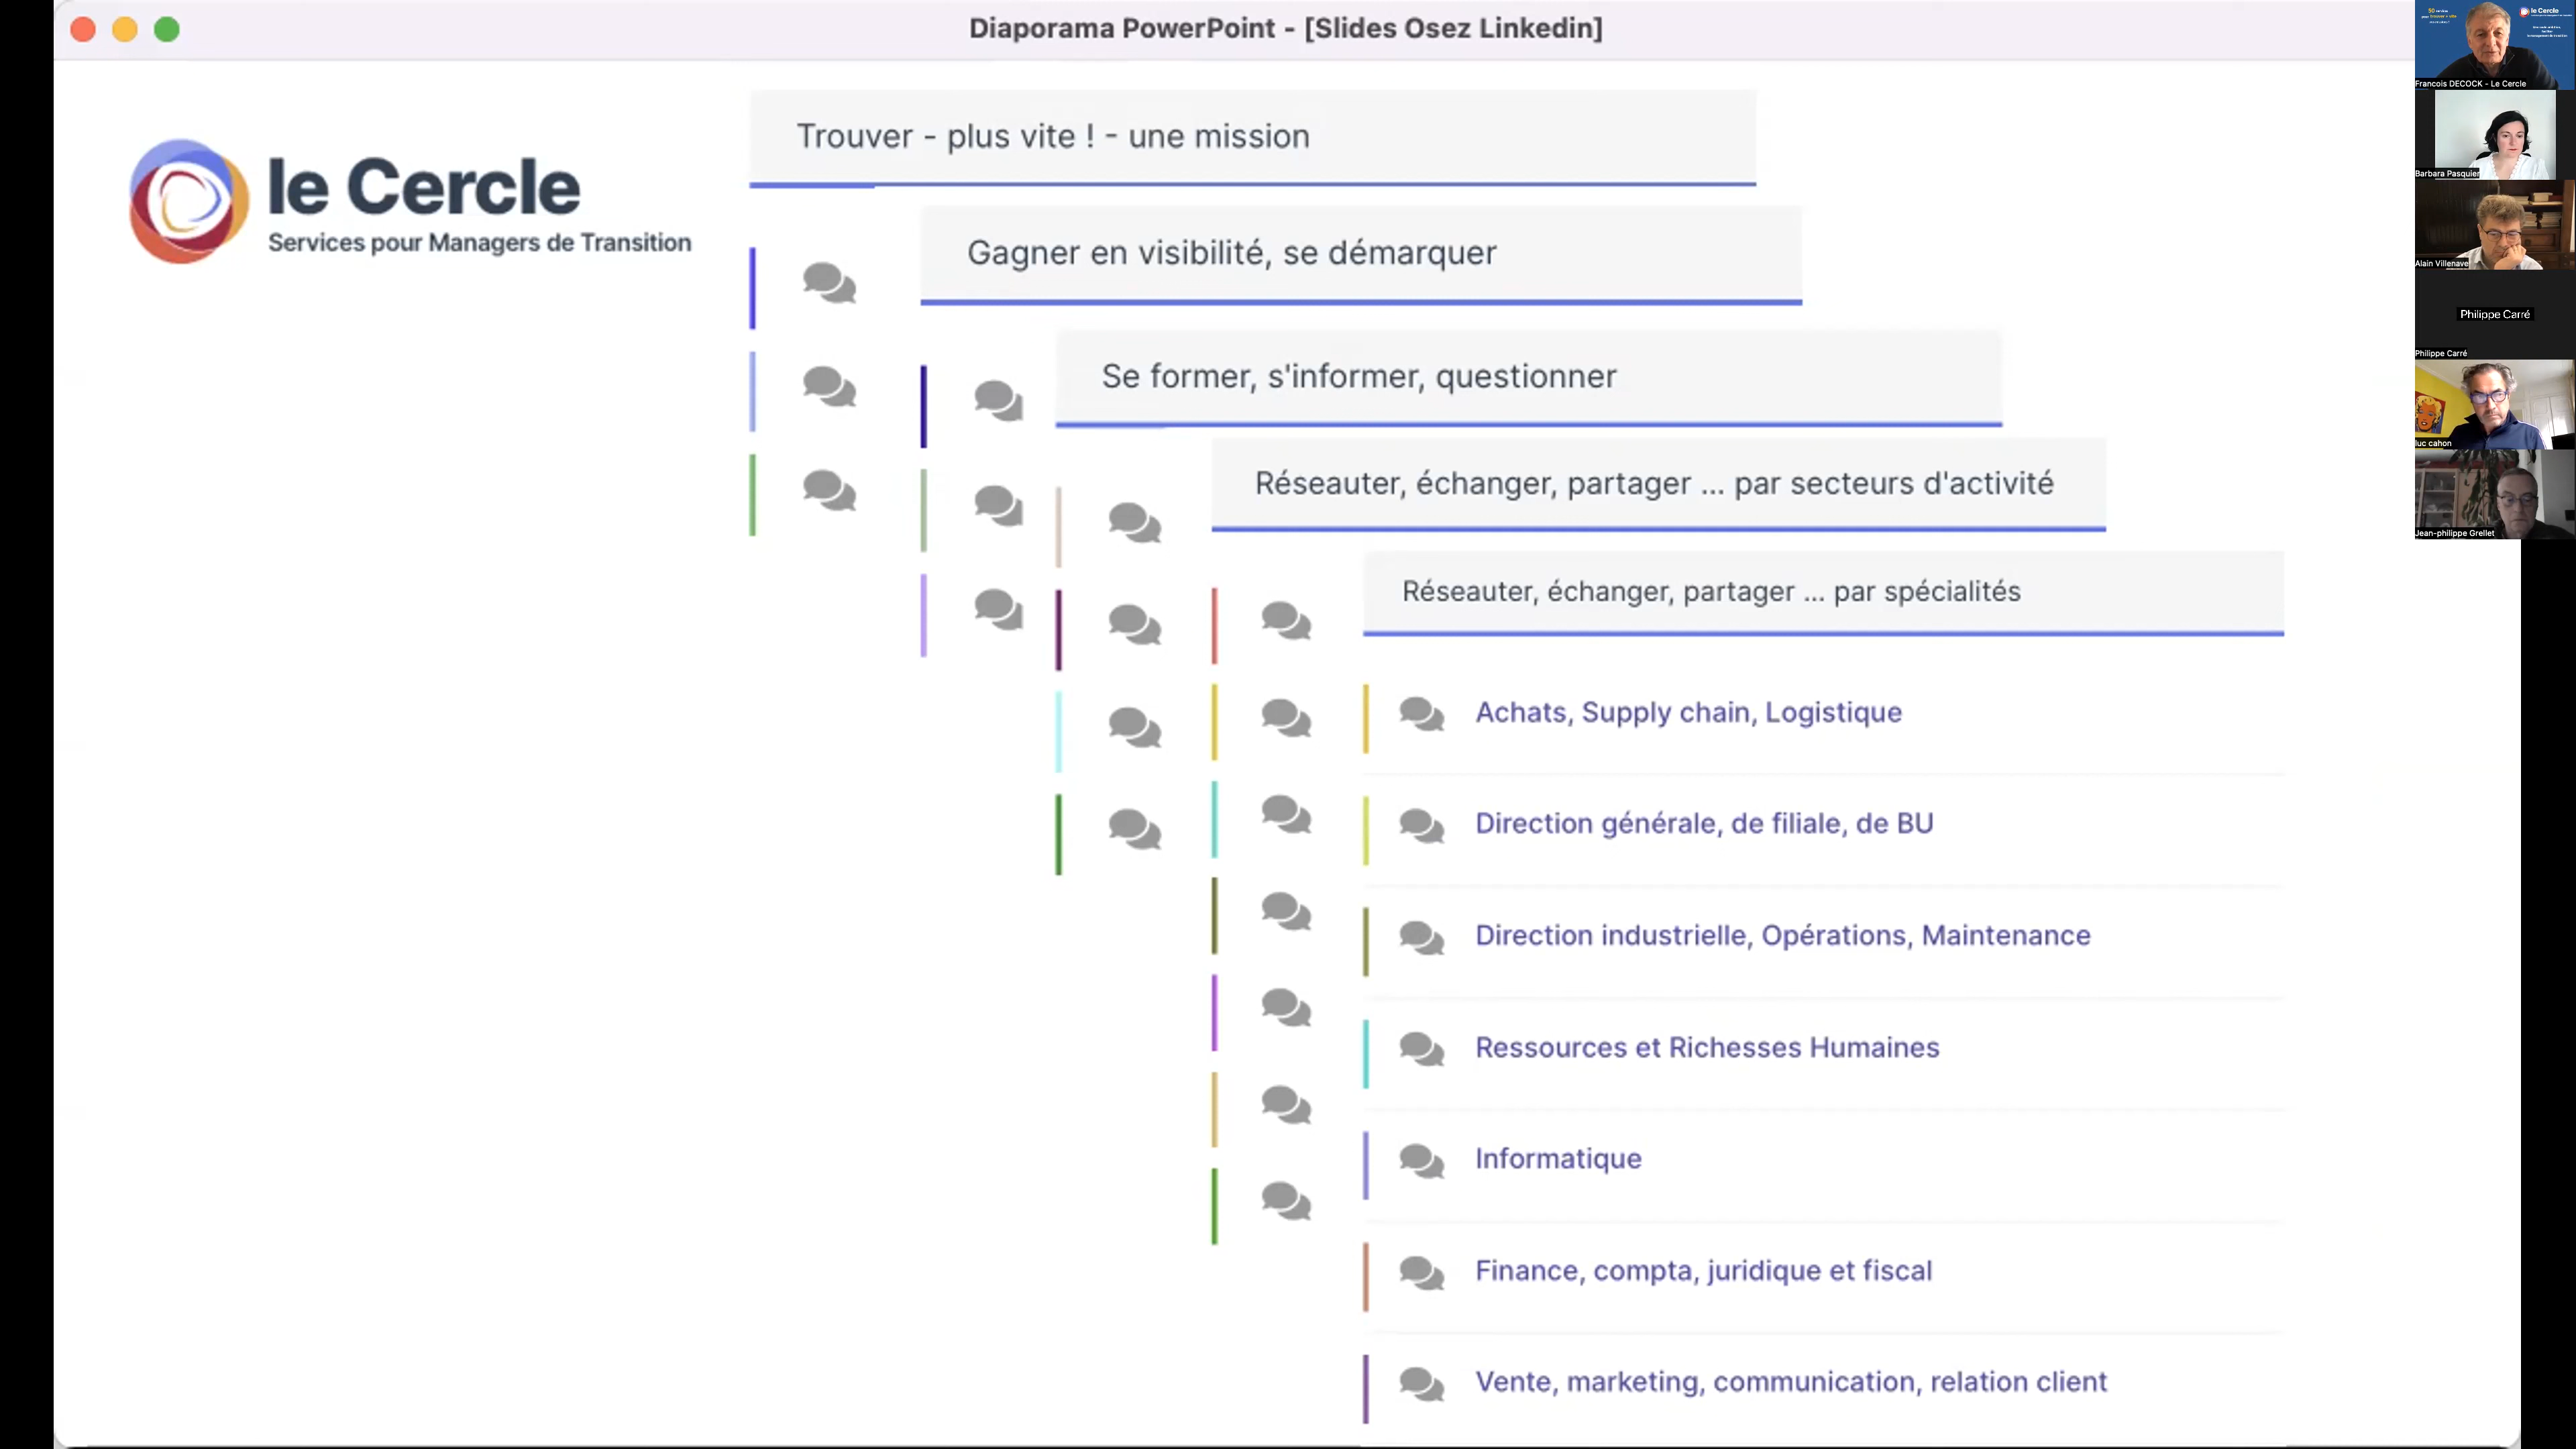 Diaporama PowerPoint - [Slides Osez Linkedin]
le Cercle
Services pour Managers de Transition
Trouver - plus vite ! - une mission
Gagner en visibilité, se démarquer
Se former, s'informer, questionner
Réseauter, échanger, partager ... par secteurs d'activité
Réseauter, échanger, partager ... par spécialités
Achats, Supply chain, Logistique
Direction générale, de filiale, de BU
Direction industrielle, Opérations, Maintenance
Ressources et Richesses Humaines
Informatique
Finance, compta, juridique et fiscal
Vente, marketing, communication, relation client
le Cercle
Francois DECOCK - Le Cercle
Barbara Pasquier
Alain Villenave
Philippe Carré
Philippe Carré
luc cahon
Jean-philippe Grellet